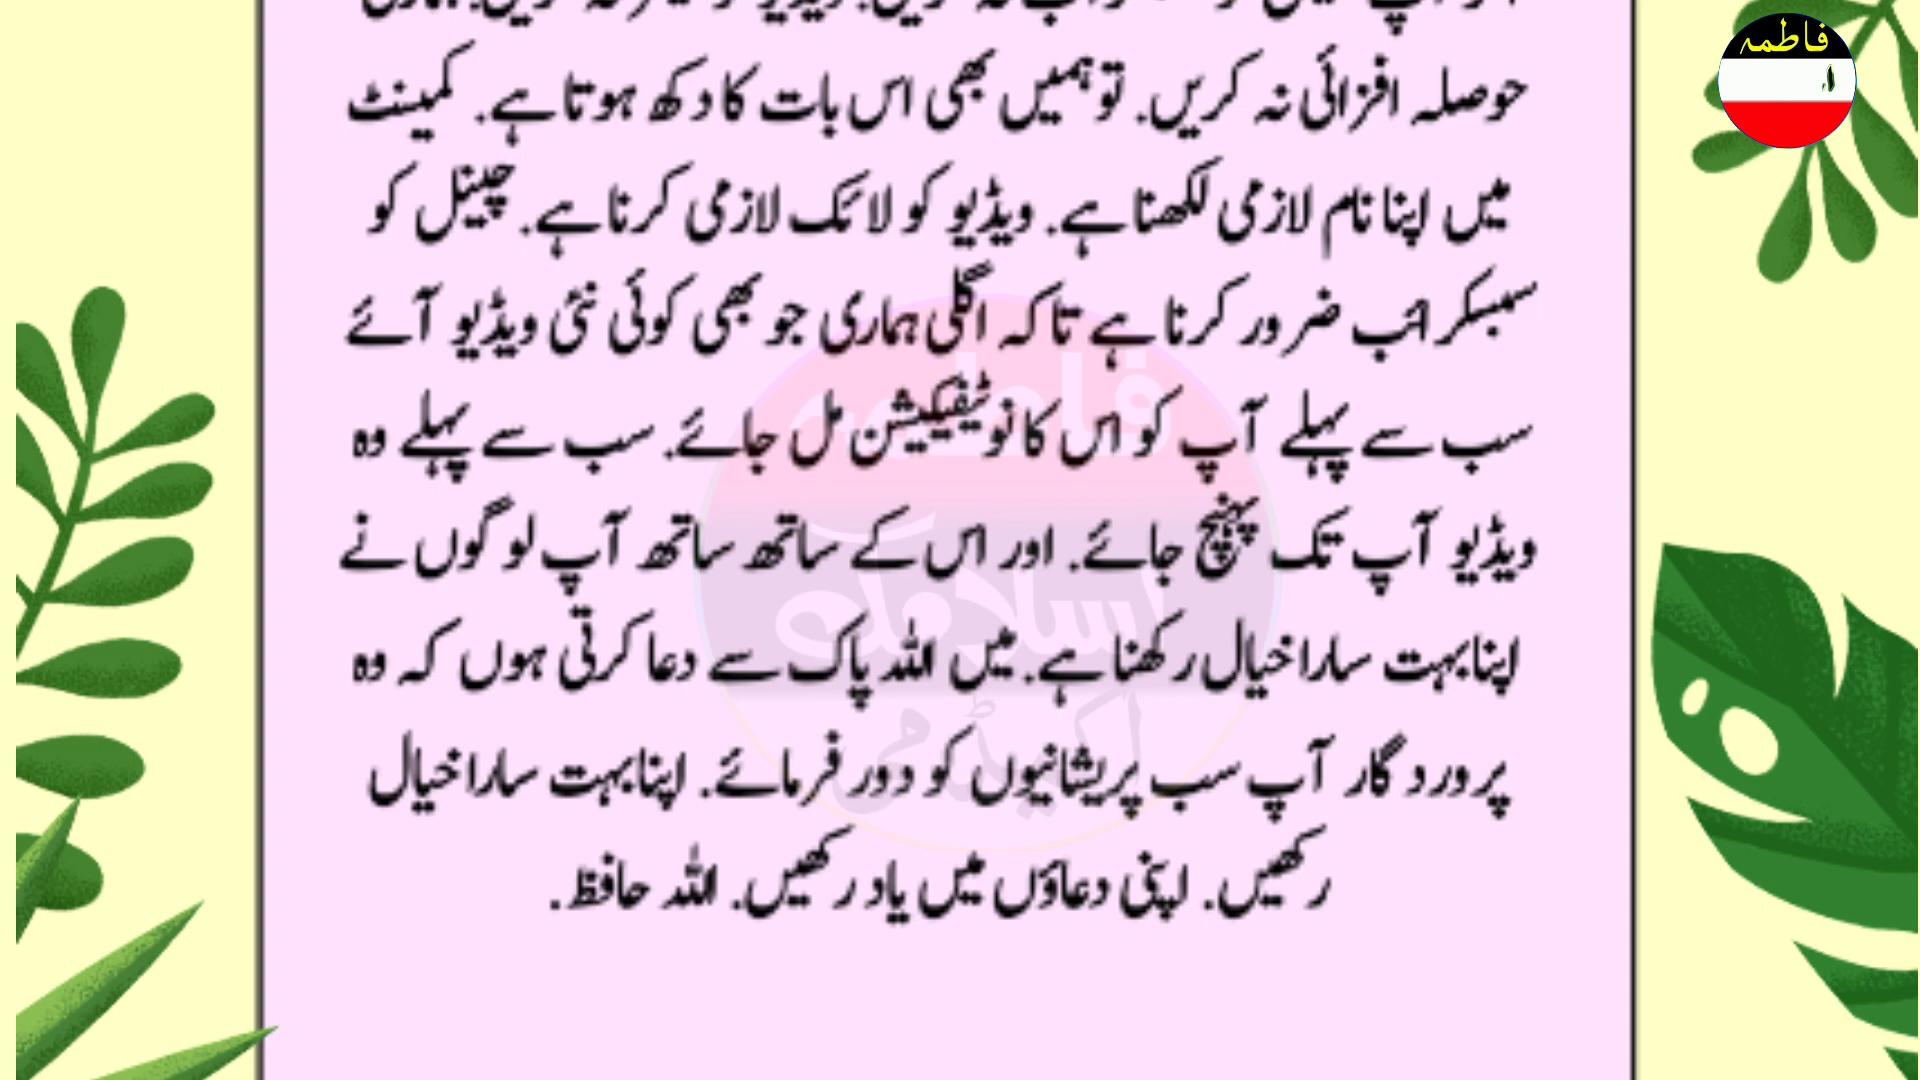 حوصلہ افزائی نہ کریں. تو ہمیں بھی اس بات کا دکھ ہوتا ہے. کمینٹ
میں اپنا نام لازمی لکھنا ہے. ویڈیو کو لائک لازمی کرنا ہے. چینل کو
سبسکرائب ضرور کرنا ہے تاکہ اگلی ہماری جو بھی کوئی نئی ویڈیو آئے
سب سے پہلے آپ کو اس کا نوٹیفیکیشن مل جائے. سب سے پہلے وہ
ویڈیو آپ تک پہنچ جائے. اور اس کے ساتھ ساتھ آپ لوگوں نے
اپنا بہت سارا خیال رکھنا ہے. میں اللہ پاک سے دعا کرتی ہوں کہ وہ
پروردگار آپ سب پریشانیوں کو دور فرمائے. اپنا بہت سارا خیال
رکھیں. اپنی دعاؤں میں یاد رکھیں. اللہ حافظ.
فاطمہ
فاطمہ
اسلامک
اکیڈمی